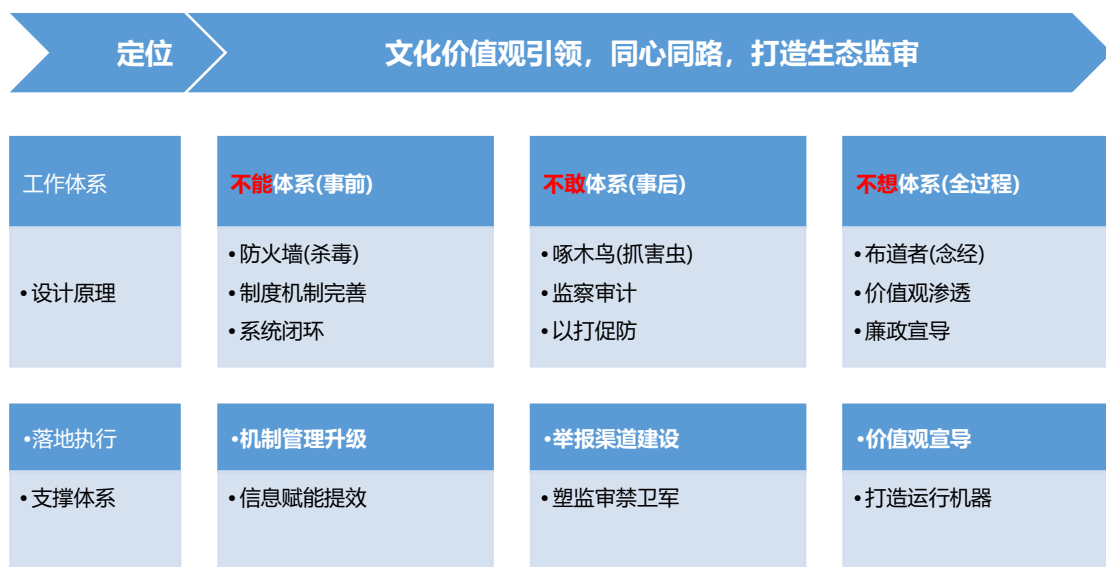 定位
文化价值观引领，同心同路，打造生态监审
工作体系
不能体系(事前)
不敢体系(事后)
不想体系(全过程)
•设计原理
•防火墙(杀毒)
•制度机制完善
•系统闭环
•啄木鸟(抓害虫)
•监察审计
•以打促防
•布道者(念经)
•价值观渗透
•廉政宣导
•落地执行
•机制管理升级
•举报渠道建设
•价值观宣导
•支撑体系
•信息赋能提效
•塑监审禁卫军
•打造运行机器